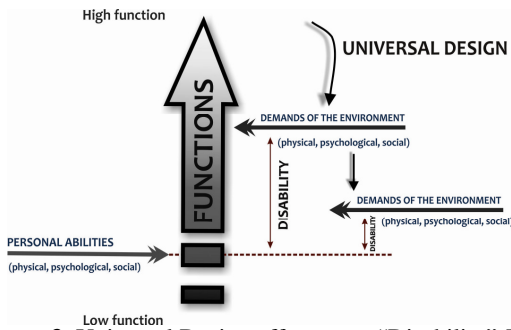 High function
UNIVERSAL DESIGN
FUNCTIONS
DEMANDS OF THE ENVIRONMENT
(physical, psychological, social)
DISABILITY
DEMANDS OF THE ENVIRONMENT
(physical, psychological, social)
DISABILITY
PERSONAL ABILITIES
(physical, psychological, social)
Low function